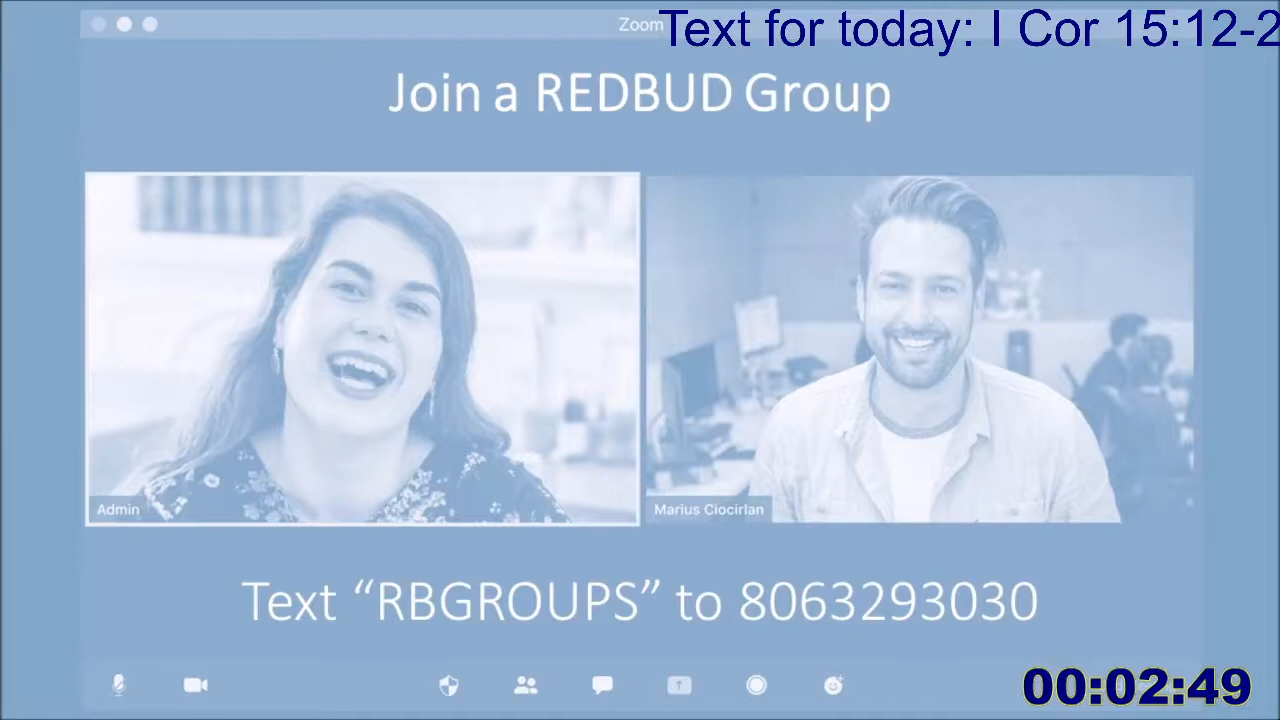 Zoom
Text for today: I Cor 15:12-2
Join a REDBUD Group
Admin
Marius Ciocirlan
Text “RBGROUPS” to 8063293030
00:02:49